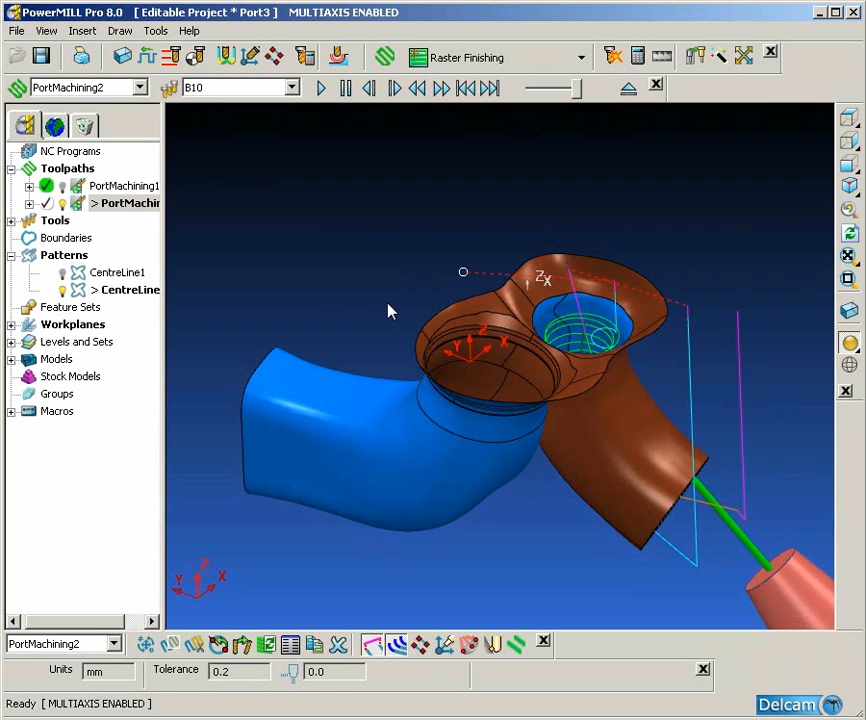 PowerMILL Pro 8.0   [ Editable Project * Port3 ]   MULTIAXIS ENABLED
File View Insert Draw Tools Help
Raster Finishing
PortMachining2 B10
NC Programs
Toolpaths
PortMachining1
> PortMachin
Tools
Boundaries
Patterns
CentreLine1
> CentreLine
Feature Sets
Workplanes
Levels and Sets
Models
Stock Models
Groups
Macros
Z X
Z
Y X
Z
Y X
PortMachining2
Units mm Tolerance 0.2 0.0
Ready [ MULTIAXIS ENABLED ]
Delcam